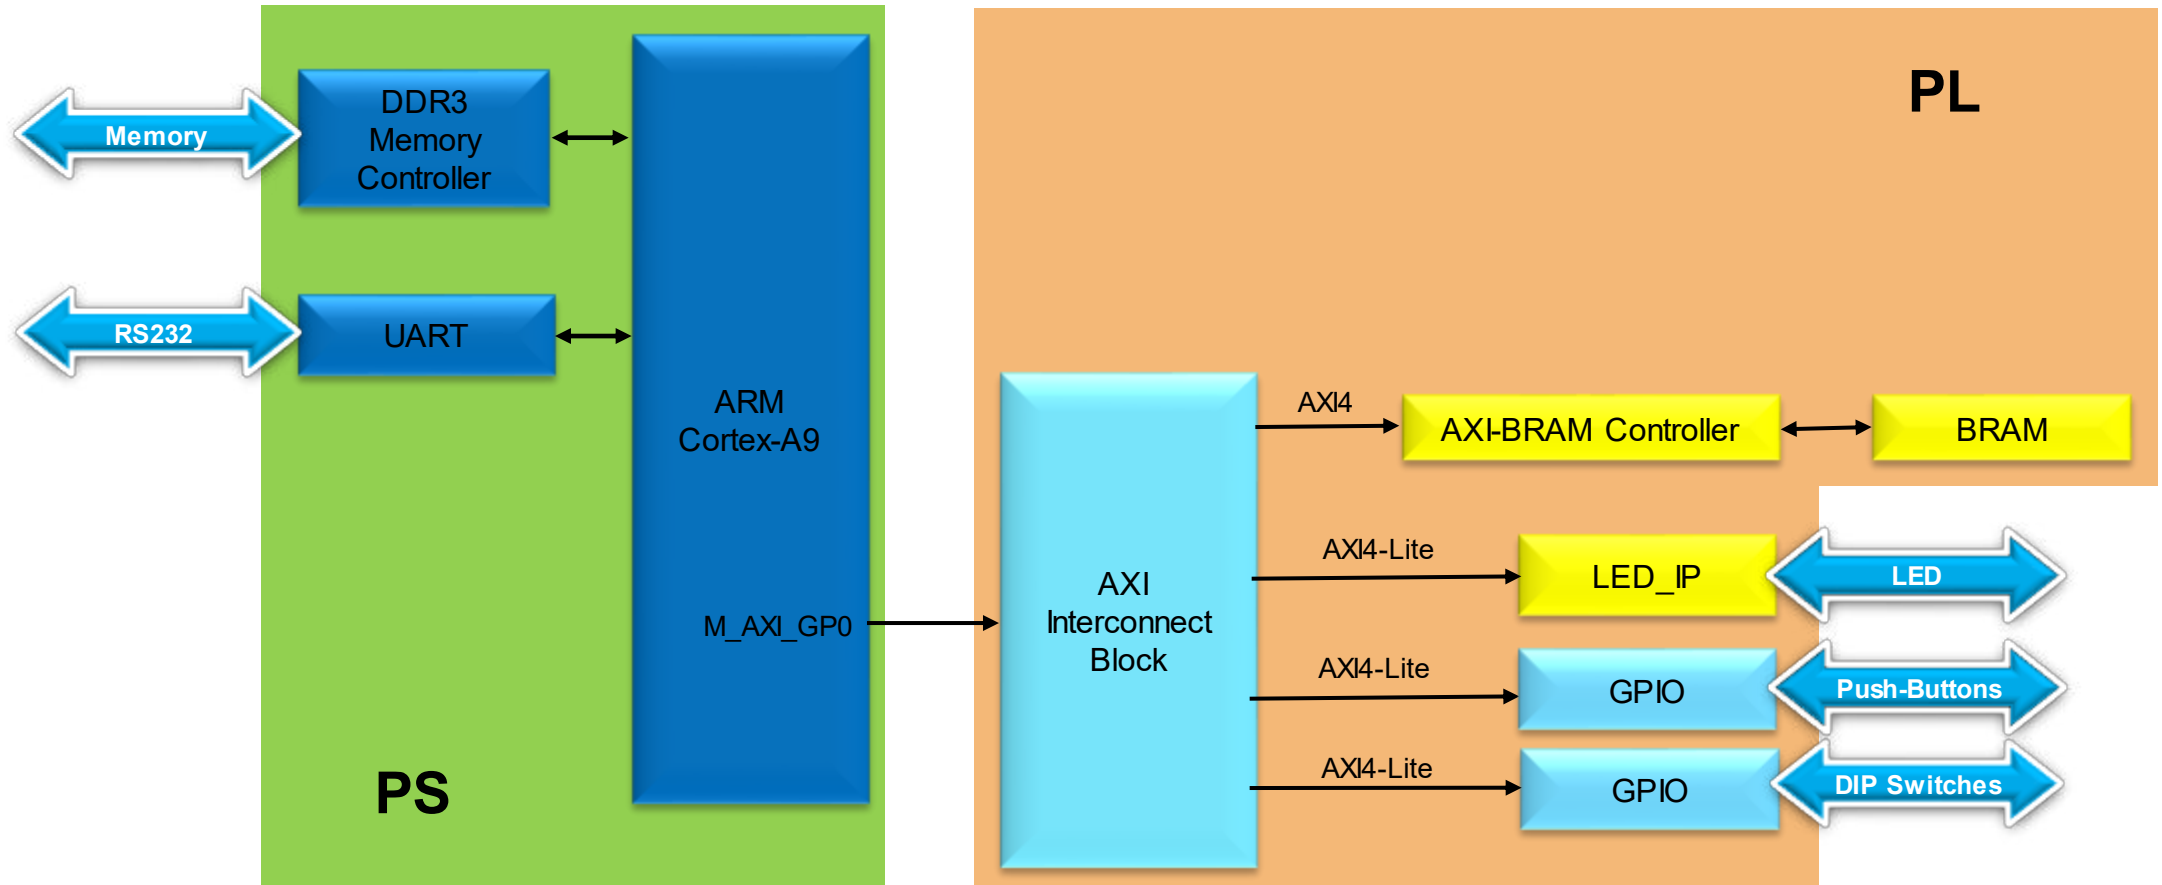 PL
DDR3
Memory
Controller
Memory
RS232
UART
ARM
Cortex-A9
M_AXI_GP0
PS
AXI
Interconnect
Block
AXI4
AXI-BRAM Controller
BRAM
AXI4-Lite
LED_IP
LED
AXI4-Lite
GPIO
Push-Buttons
AXI4-Lite
GPIO
DIP Switches